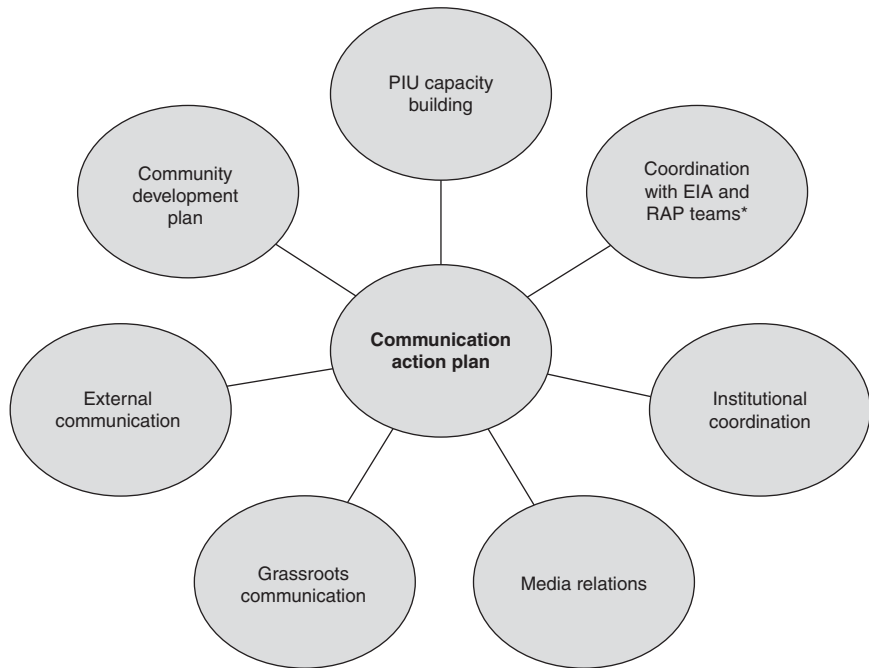 PIU capacity
building
Community
development
plan
Coordination
with EIA and
RAP teams*
Communication
action plan
External
communication
Institutional
coordination
Grassroots
communication
Media relations